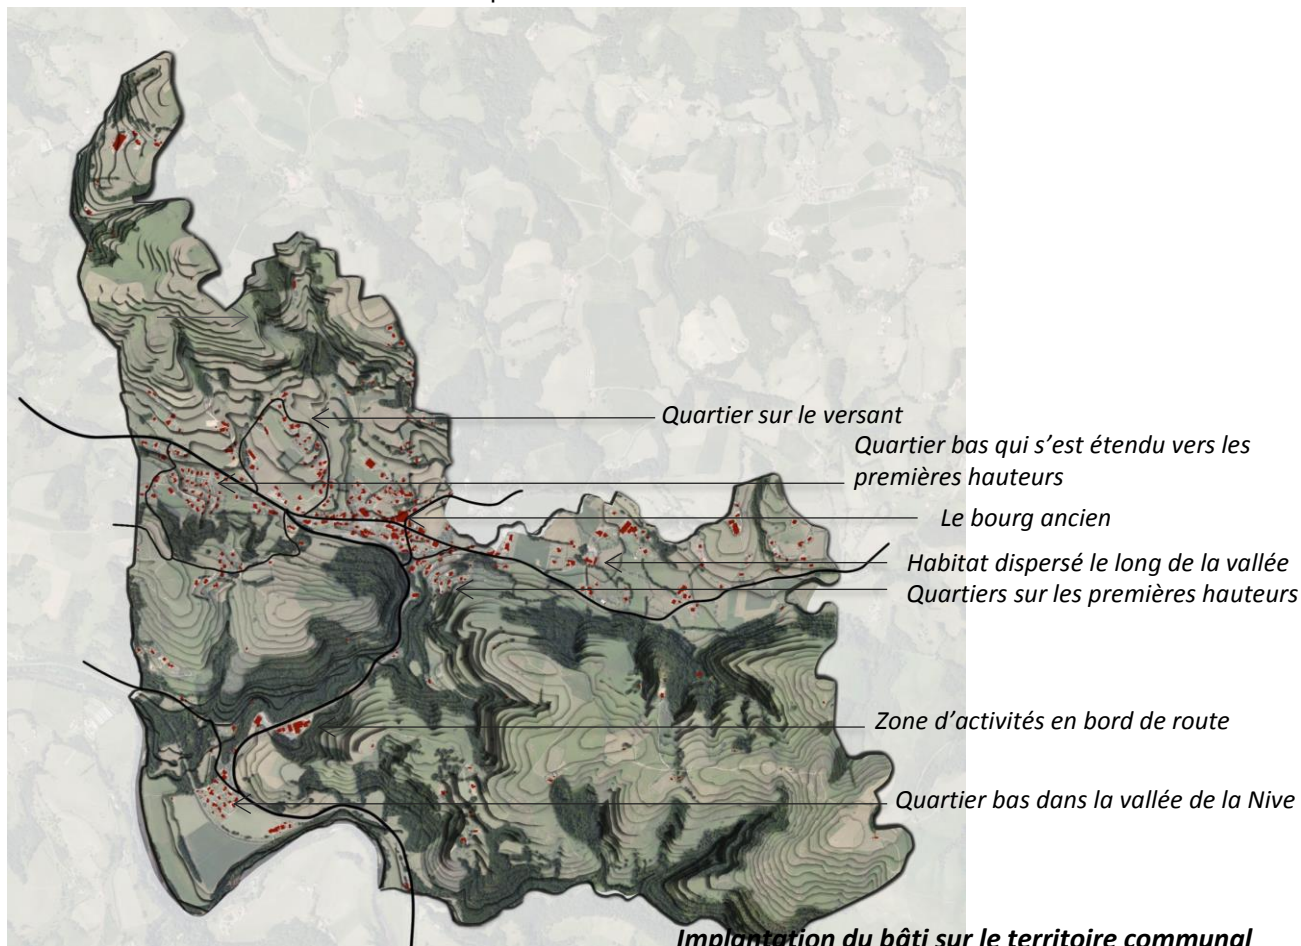 Quartier sur le versant
Quartier bas qui s’est étendu vers les
premières hauteurs
Le bourg ancien
Habitat dispersé le long de la vallée
Quartiers sur les premières hauteurs
Zone d’activités en bord de route
Quartier bas dans la vallée de la Nive
Implantation du bâti sur le territoire communal